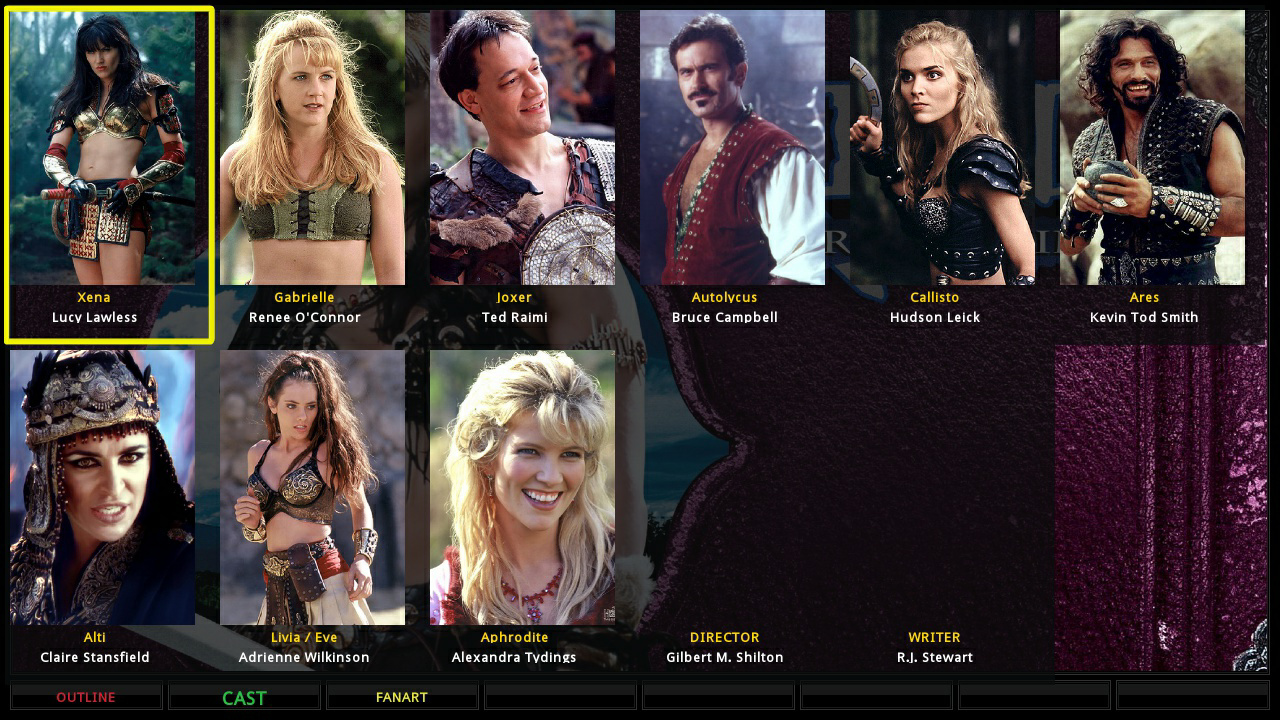 Xena
Lucy Lawless
Gabrielle
Renee O'Connor
Joxer
Ted Raimi
Autolycus
Bruce Campbell
Callisto
Hudson Leick
Ares
Kevin Tod Smith
Alti
Claire Stansfield
Livia / Eve
Adrienne Wilkinson
Aphrodite
Alexandra Tydings
DIRECTOR
Gilbert M. Shilton
WRITER
R.J. Stewart
OUTLINE
CAST
FANART